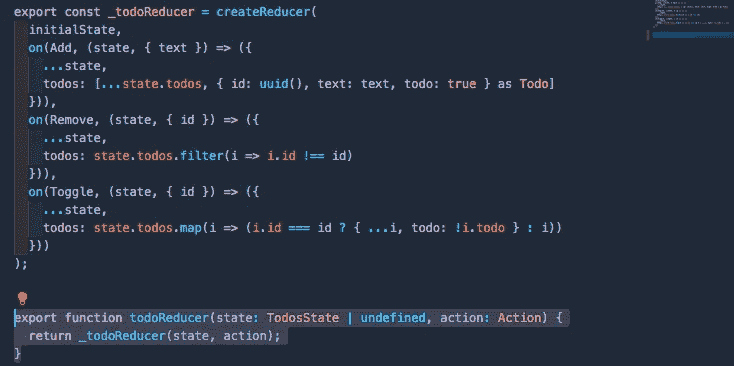 export const _todoReducer = createReducer(
  initialState,
  on(Add, (state, { text }) => ({
    ...state,
    todos: [...state.todos, { id: uuid(), text: text, todo: true } as Todo]
  })),
  on(Remove, (state, { id }) => ({
    ...state,
    todos: state.todos.filter(i => i.id !== id)
  })),
  on(Toggle, (state, { id }) => ({
    ...state,
    todos: state.todos.map(i => (i.id === id ? { ...i, todo: !i.todo } : i))
  }))
);

export function todoReducer(state: TodosState | undefined, action: Action) {
  return _todoReducer(state, action);
}